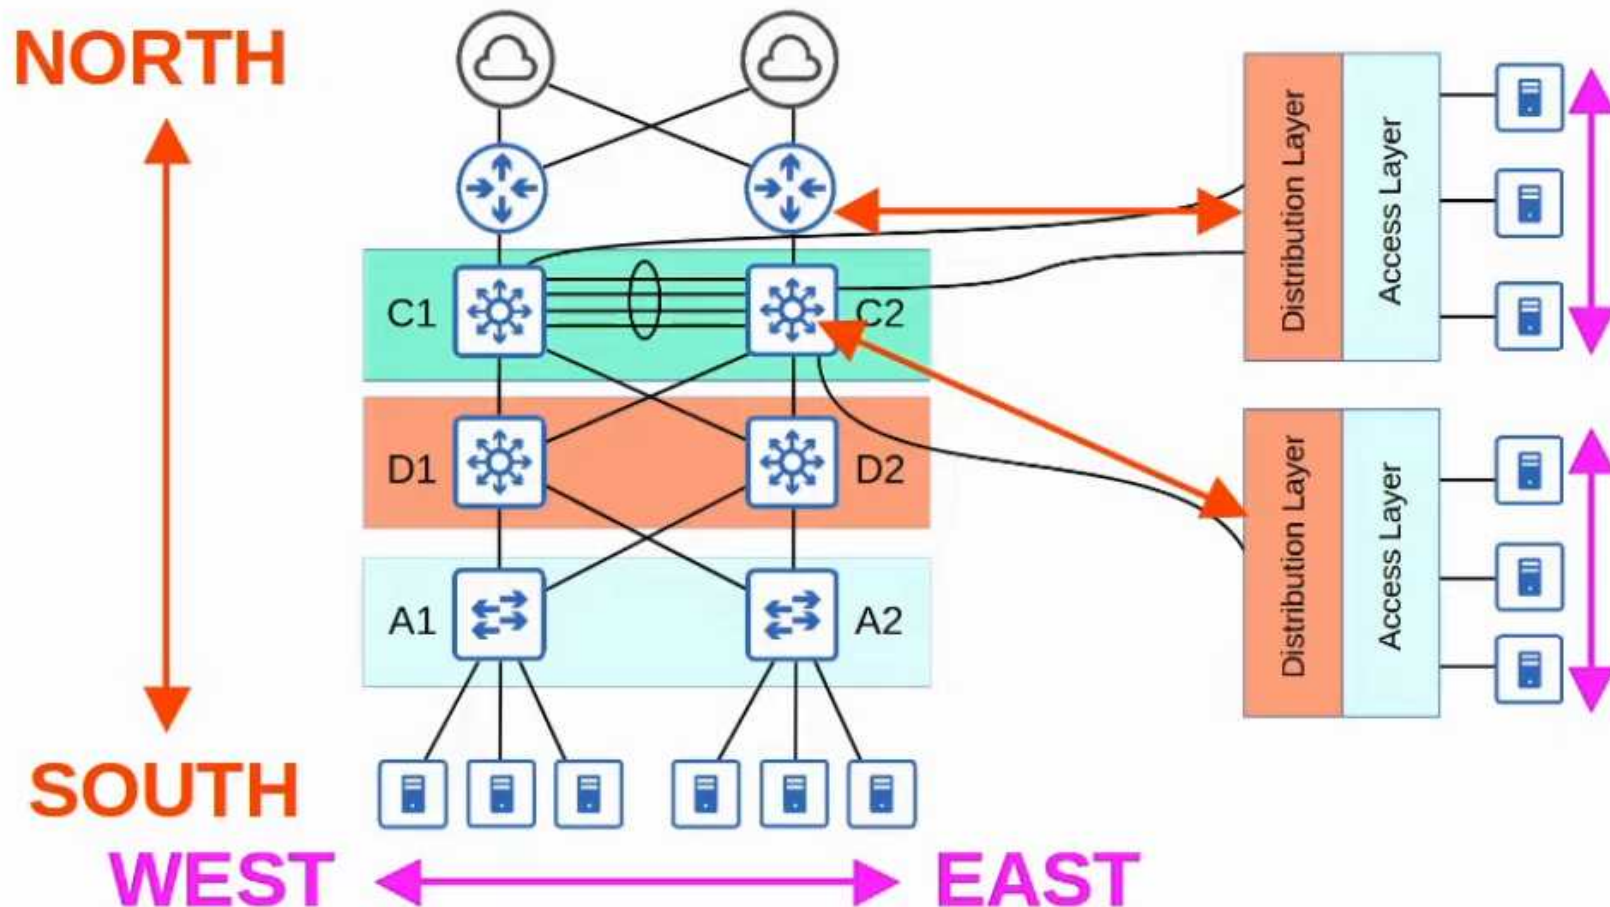 NORTH
C1
C2
D1
D2
A1
A2
SOUTH
WEST
EAST
Distribution Layer
Access Layer
Distribution Layer
Access Layer